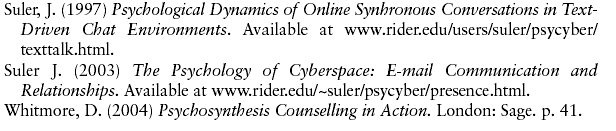 Suler, J. (1997) Psychological Dynamics of Online Synhronous Conversations in Text-
Driven Chat Environments. Available at www.rider.edu/users/suler/psycyber/
texttalk.html.
Suler J. (2003) The Psychology of Cyberspace: E-mail Communication and
Relationships. Available at www.rider.edu/~suler/psycyber/presence.html.
Whitmore, D. (2004) Psychosynthesis Counselling in Action. London: Sage. p. 41.